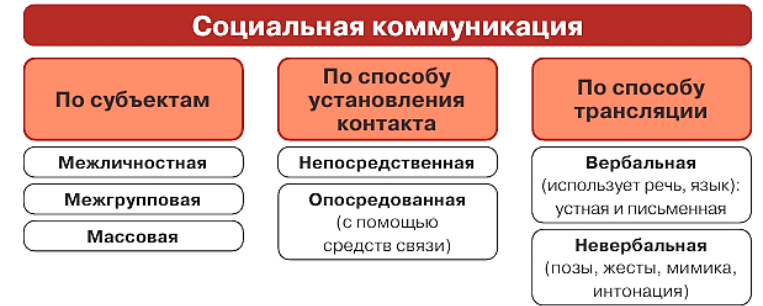 Социальная коммуникация
По субъектам
Межличностная
Межгрупповая
Массовая
По способу
установления
контакта
Непосредственная
Опосредованная
(с помощью
средств связи)
По способу
трансляции
Вербальная
(использует речь, язык):
устная и письменная
Невербальная
(позы, жесты, мимика,
интонация)